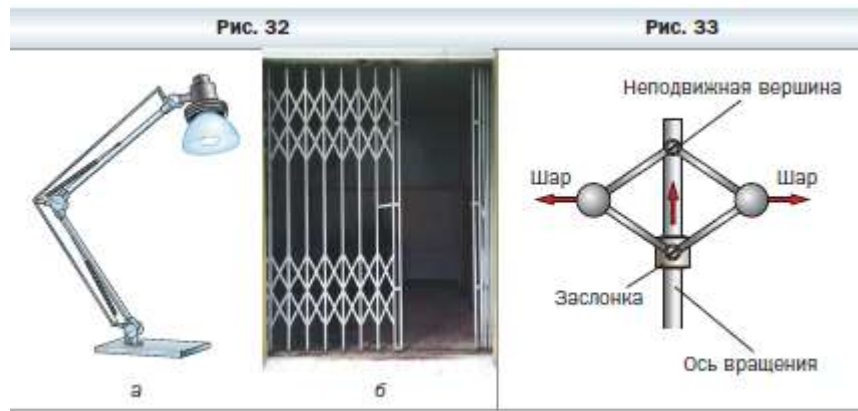 Рис. 32
Рис. 33
Неподвижная вершина
Шар
Шар
Заслонка
Ось вращения
а
б